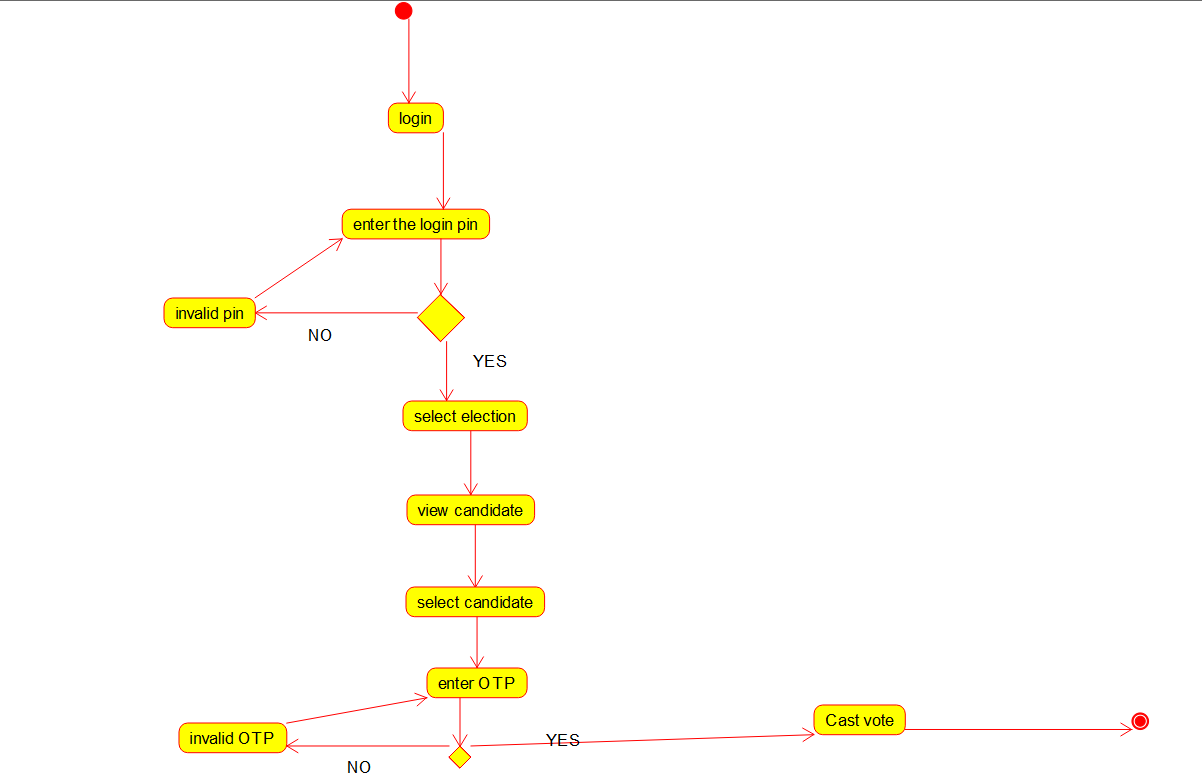 login
enter the login pin
invalid pin
NO
YES
select election
view candidate
select candidate
enter OTP
invalid OTP
NO
YES
Cast vote